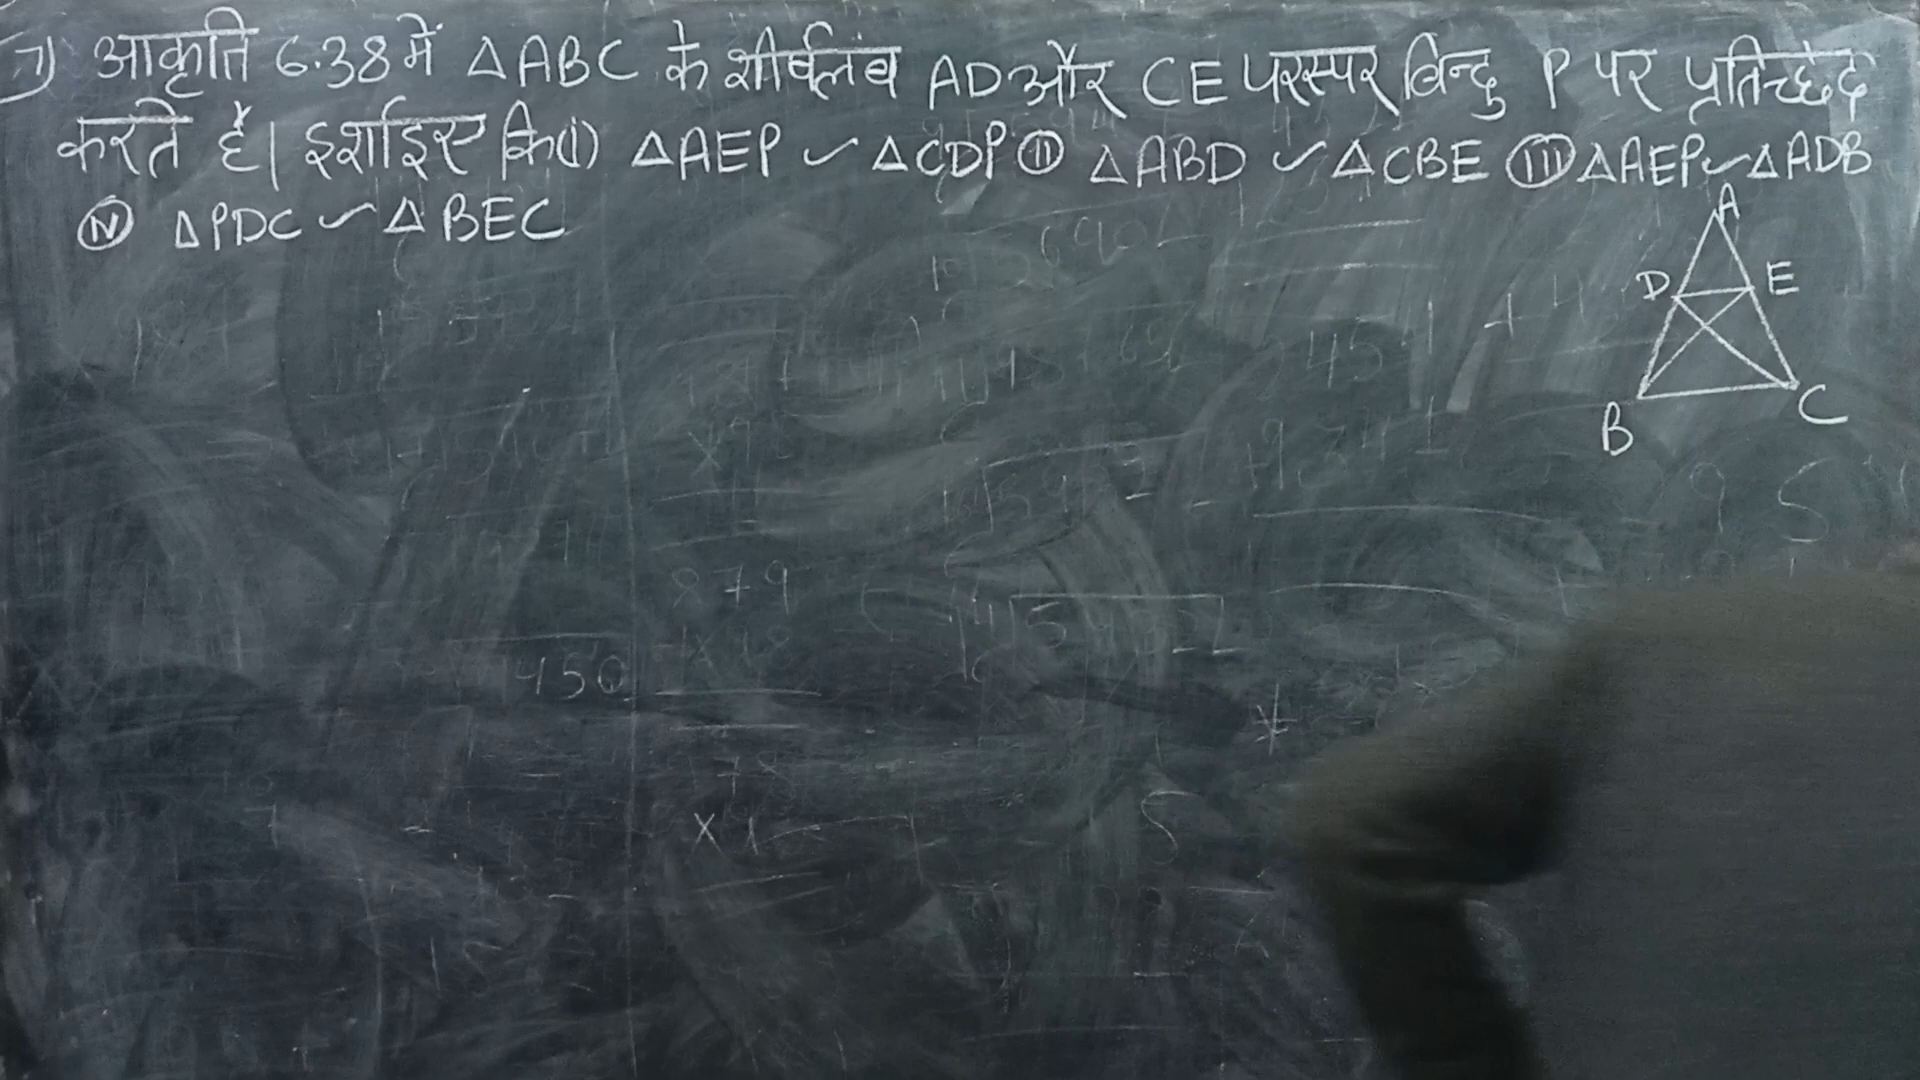 7) आकृति 6.38 में △ABC के शीर्षलंब AD और CE परस्पर बिन्दु P पर प्रतिच्छेद
करते हैं। दर्शाइए कि (i) △AEP ~ △CDP (ii) △ABD ~ △CBE (iii) △AEP ~ △ADB
(iv) △PDC ~ △BEC
A
D E
B C